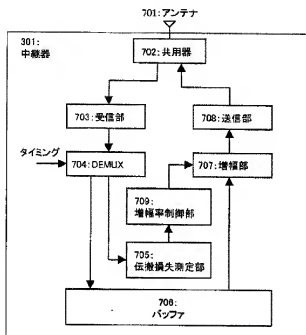 701:アンテナ
301:
中継器
702:共用器
703:受信部
708:送信部
タイミング
704:DEMUX
707:増幅部
709:
増幅率制御部
705:
伝搬損失測定部
706:
バッファ